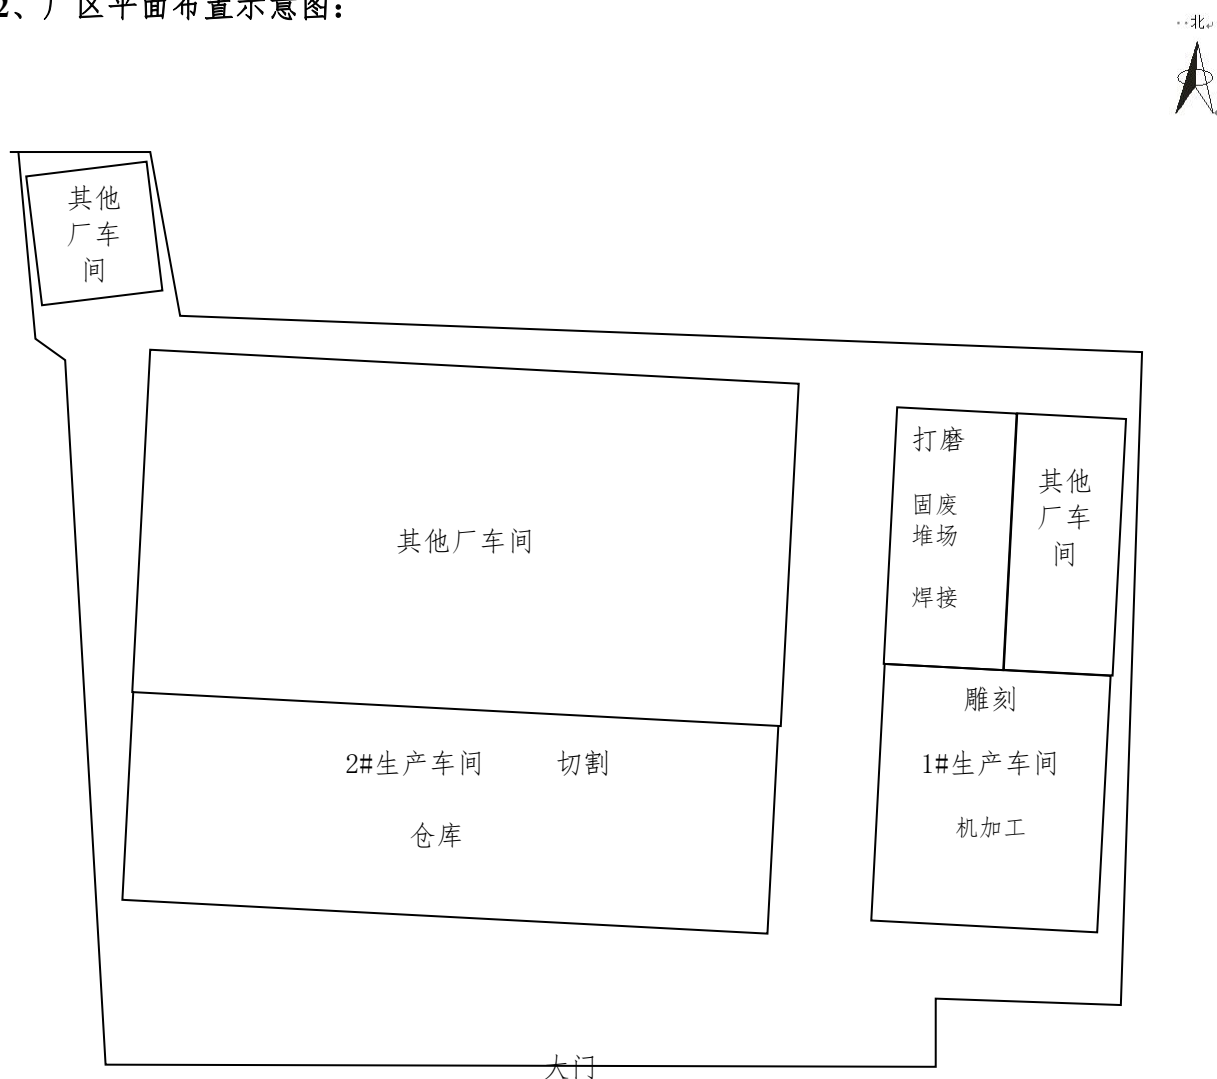 2、厂区平面布置示意图：
北
其他
厂车
间
打磨
固废
堆场
焊接
其他
厂车
间
其他厂车间
雕刻
2#生产车间 切割
1#生产车间
仓库
机加工
大门